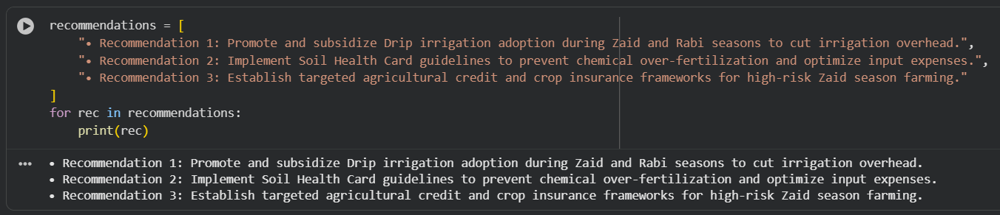 recommendations = [
    "• Recommendation 1: Promote and subsidize Drip irrigation adoption during Zaid and Rabi seasons to cut irrigation overhead.",
    "• Recommendation 2: Implement Soil Health Card guidelines to prevent chemical over-fertilization and optimize input expenses.",
    "• Recommendation 3: Establish targeted agricultural credit and crop insurance frameworks for high-risk Zaid season farming."
]
for rec in recommendations:
    print(rec)
• Recommendation 1: Promote and subsidize Drip irrigation adoption during Zaid and Rabi seasons to cut irrigation overhead.
• Recommendation 2: Implement Soil Health Card guidelines to prevent chemical over-fertilization and optimize input expenses.
• Recommendation 3: Establish targeted agricultural credit and crop insurance frameworks for high-risk Zaid season farming.